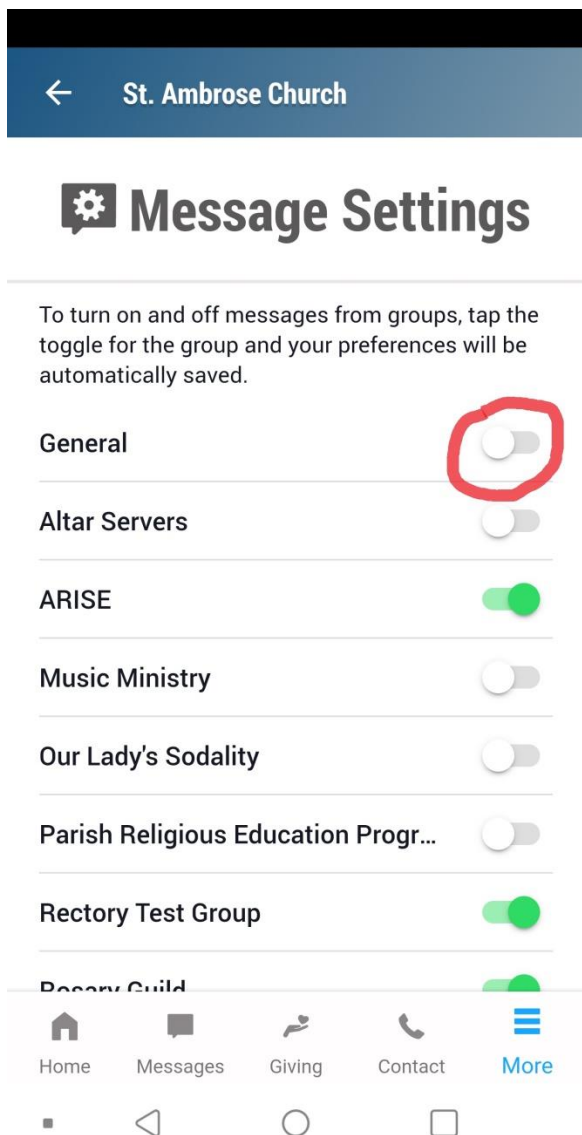 St. Ambrose Church
Message Settings
To turn on and off messages from groups, tap the
toggle for the group and your preferences will be
automatically saved.
General
Altar Servers
ARISE
Music Ministry
Our Lady's Sodality
Parish Religious Education Progr...
Rectory Test Group
Rosary Guild
Home Messages Giving Contact More